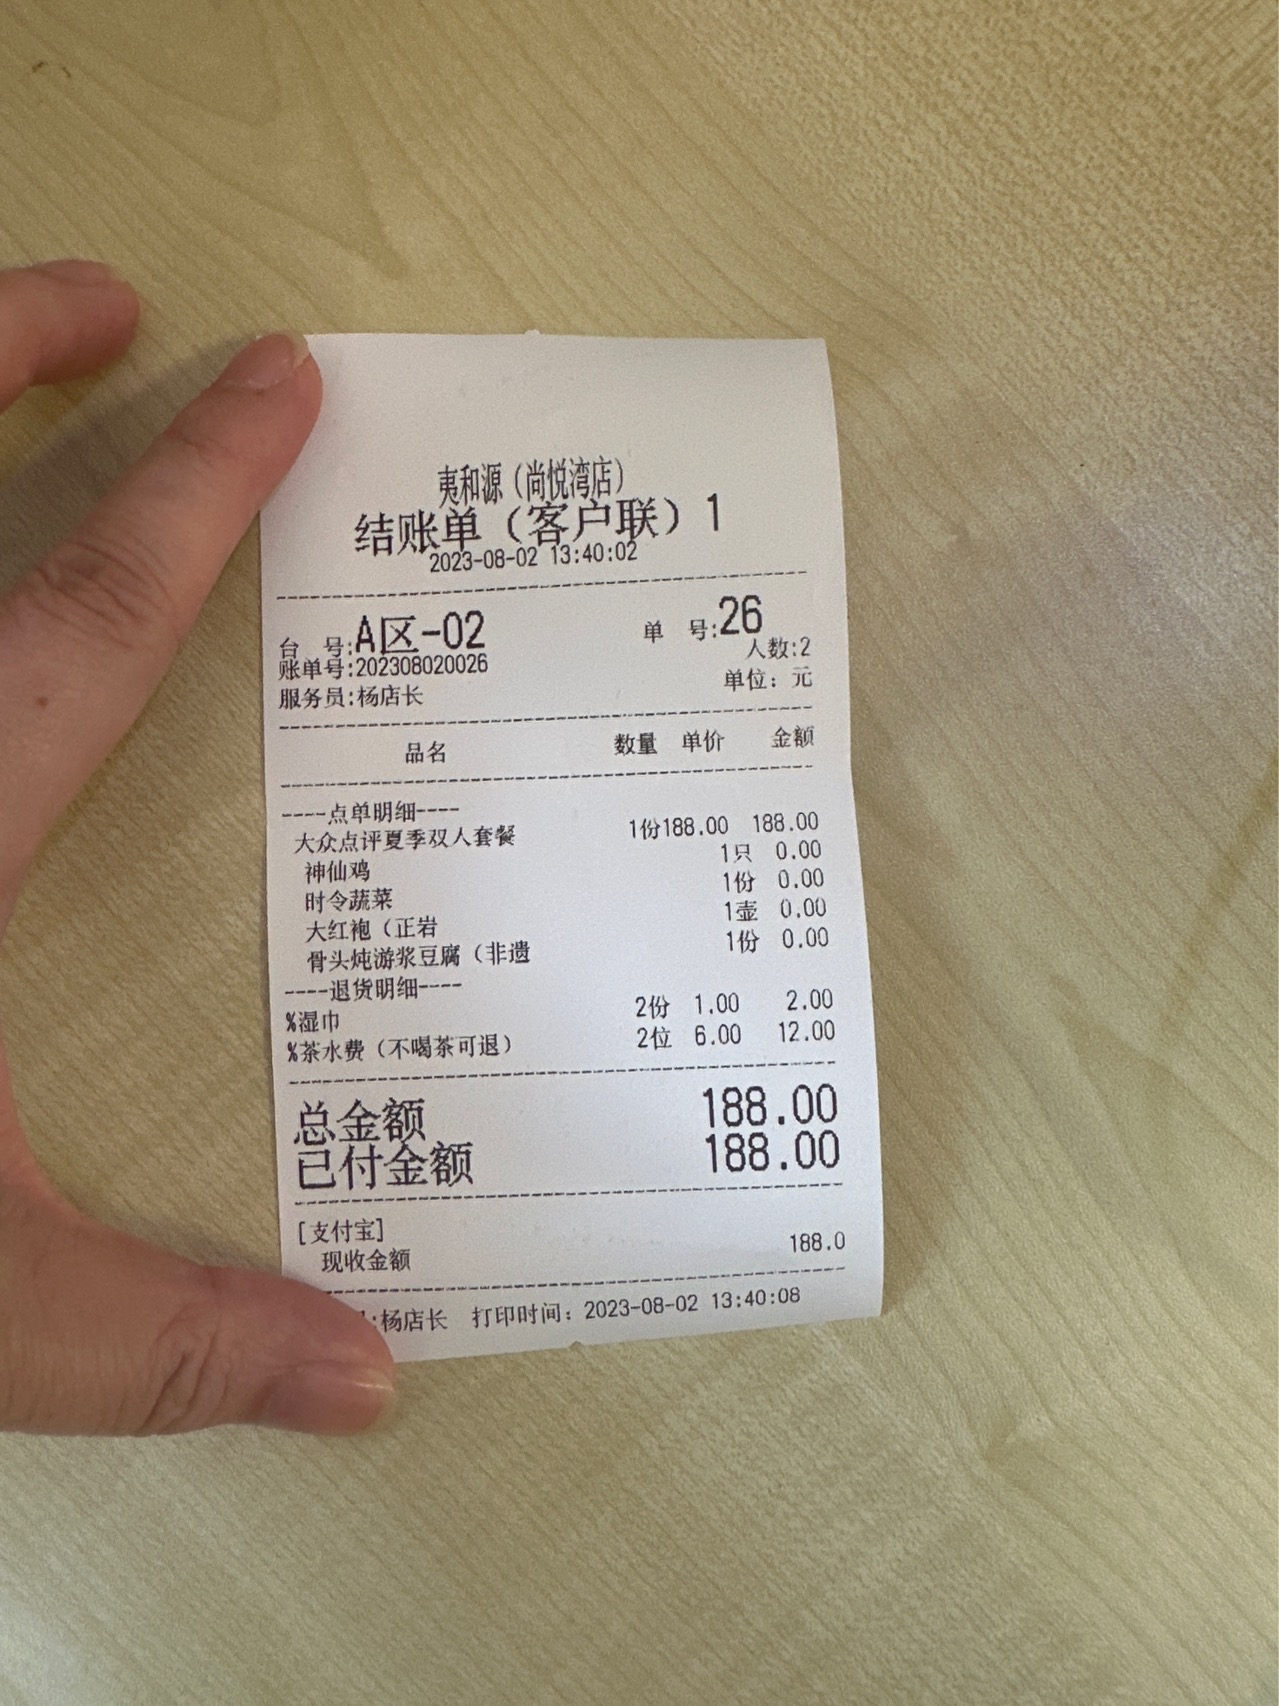 夷和源（尚悦湾店）
结账单（客户联）1
2023-08-02 13:40:02
台 号:A区-02 单 号:26
账单号:202308020026 人数:2
服务员:杨店长 单位：元
品名 数量 单价 金额
----点单明细----
大众点评夏季双人套餐 1份188.00 188.00
神仙鸡 1只 0.00
时令蔬菜 1份 0.00
大红袍（正岩 1壶 0.00
骨头炖游浆豆腐（非遗 1份 0.00
----退货明细----
%湿巾 2份 1.00 2.00
%茶水费（不喝茶可退） 2位 6.00 12.00
总金额 188.00
已付金额 188.00
[支付宝]
现收金额 188.0
:杨店长 打印时间：2023-08-02 13:40:08